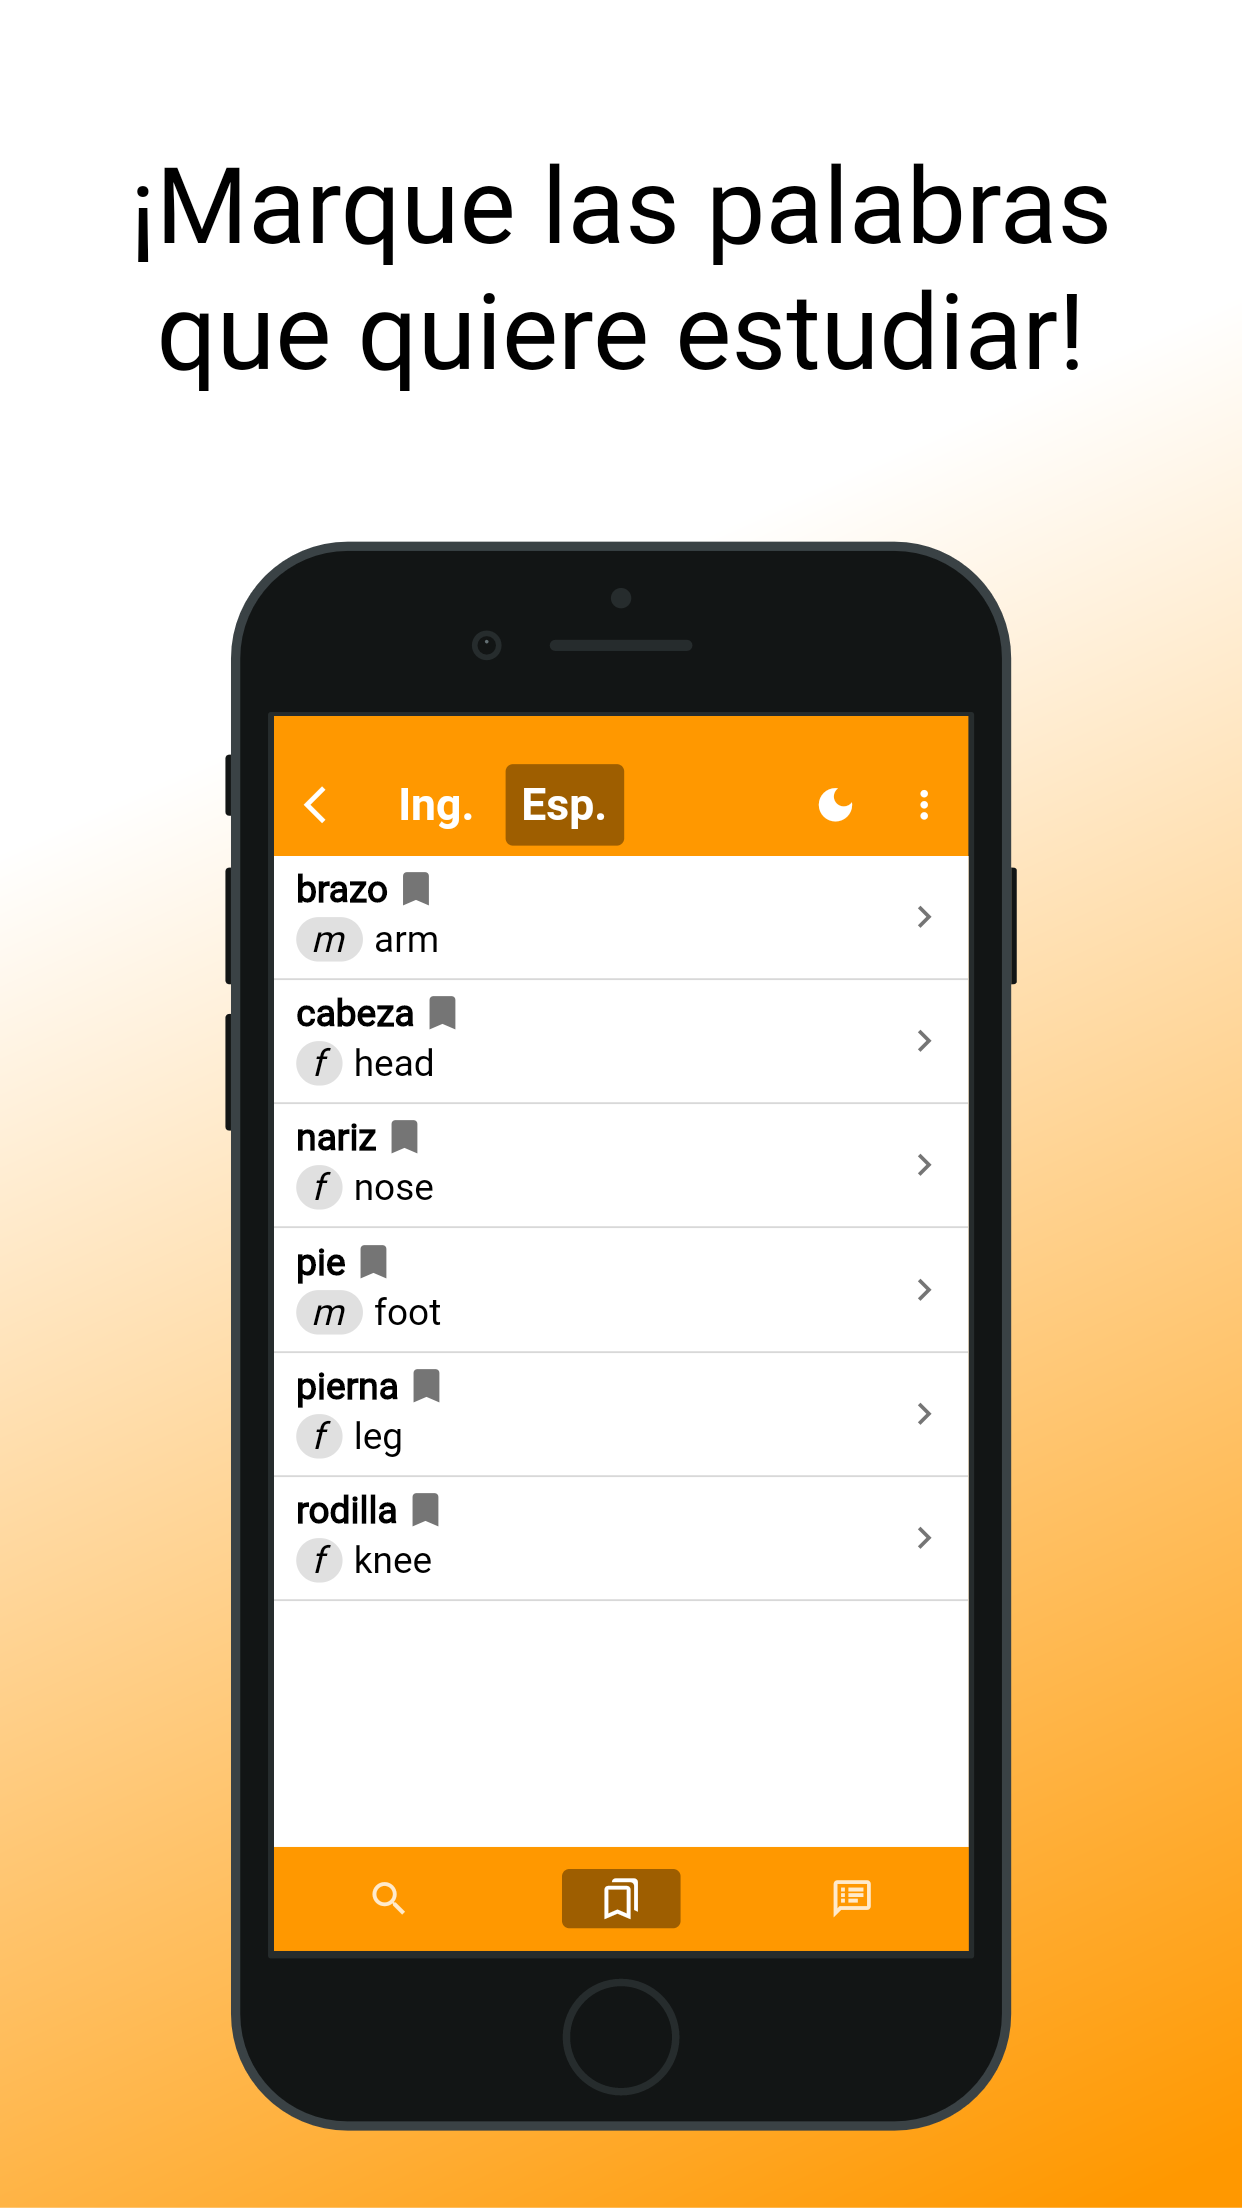 ¡Marque las palabras
que quiere estudiar!
Ing. Esp.
brazo
m arm
cabeza
f head
nariz
f nose
pie
m foot
pierna
f leg
rodilla
f knee